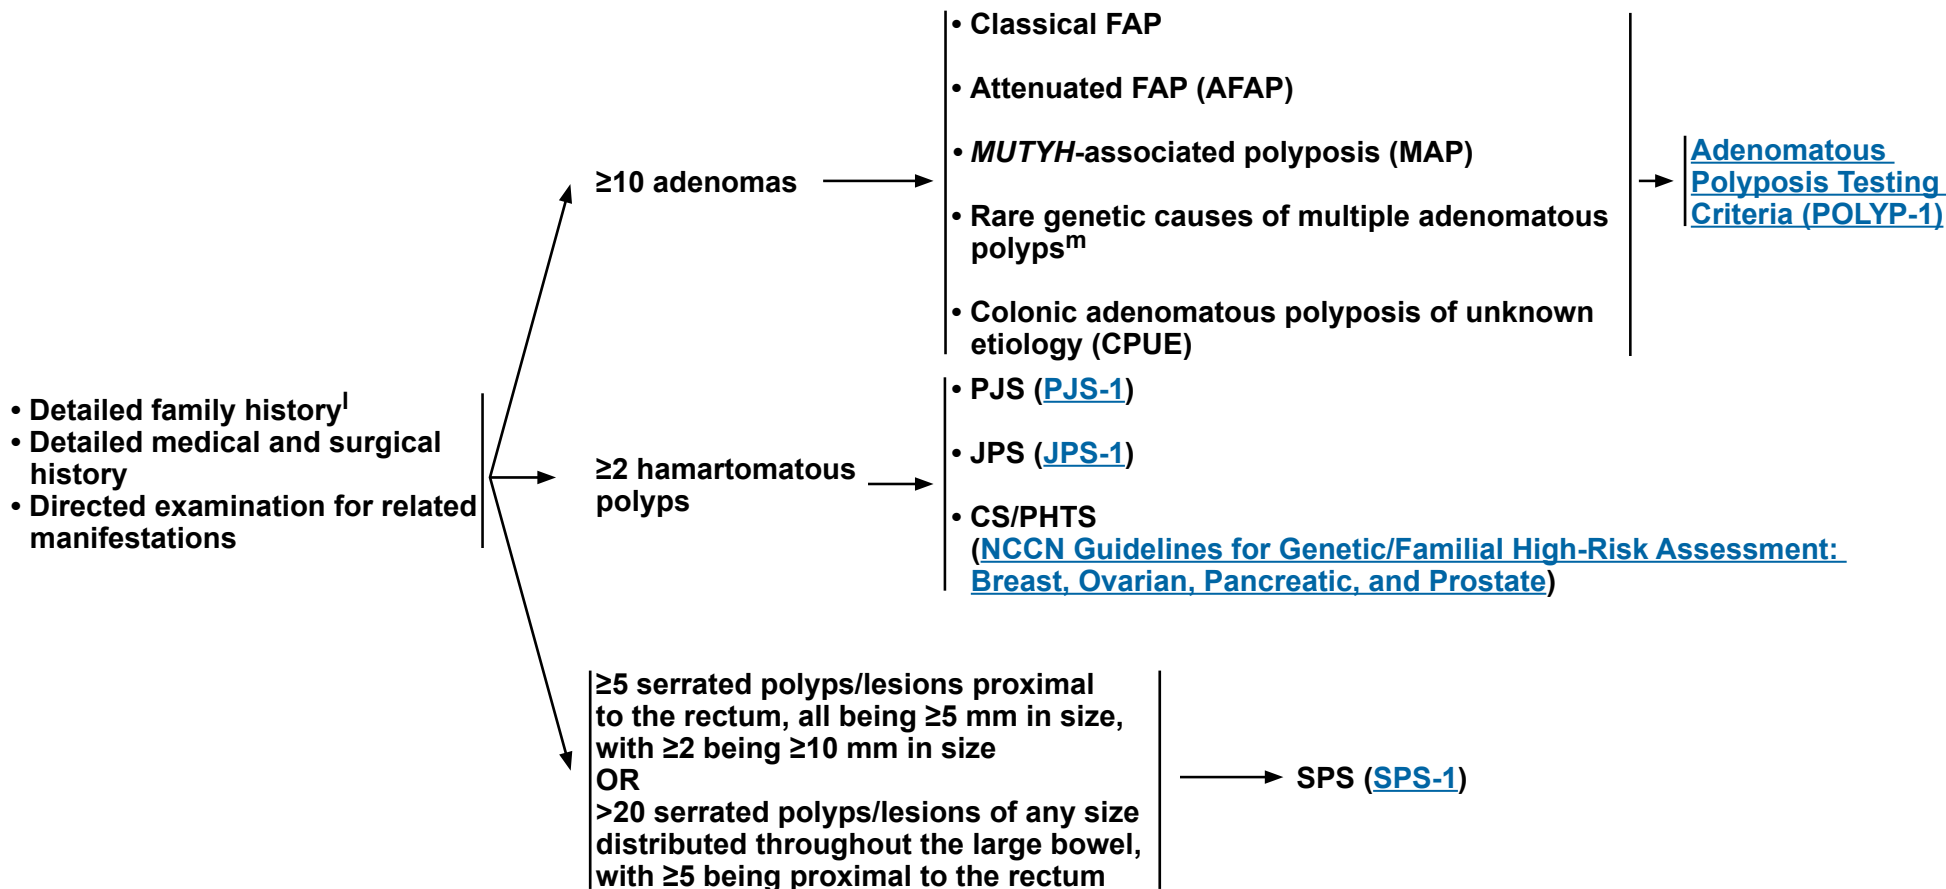 • Detailed family historyl
• Detailed medical and surgical
history
• Directed examination for related
manifestations
≥10 adenomas
• Classical FAP
• Attenuated FAP (AFAP)
• MUTYH-associated polyposis (MAP)
• Rare genetic causes of multiple adenomatous
polypsm
• Colonic adenomatous polyposis of unknown
etiology (CPUE)
Adenomatous
Polyposis Testing
Criteria (POLYP-1)
≥2 hamartomatous
polyps
• PJS (PJS-1)
• JPS (JPS-1)
• CS/PHTS
(NCCN Guidelines for Genetic/Familial High-Risk Assessment:
Breast, Ovarian, Pancreatic, and Prostate)
≥5 serrated polyps/lesions proximal
to the rectum, all being ≥5 mm in size,
with ≥2 being ≥10 mm in size
OR
>20 serrated polyps/lesions of any size
distributed throughout the large bowel,
with ≥5 being proximal to the rectum
SPS (SPS-1)